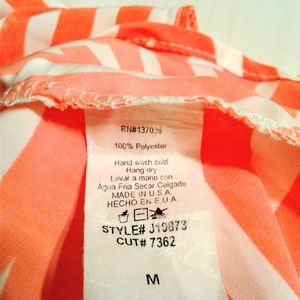 RN#137036
100% Polyester
Hand wash cold
Hang dry
Levar a mano con
Agua Fria Secar Colgado
MADE IN U.S.A.
HECHO EN E.U.A.
STYLE# J10873
CUT# 7362
M